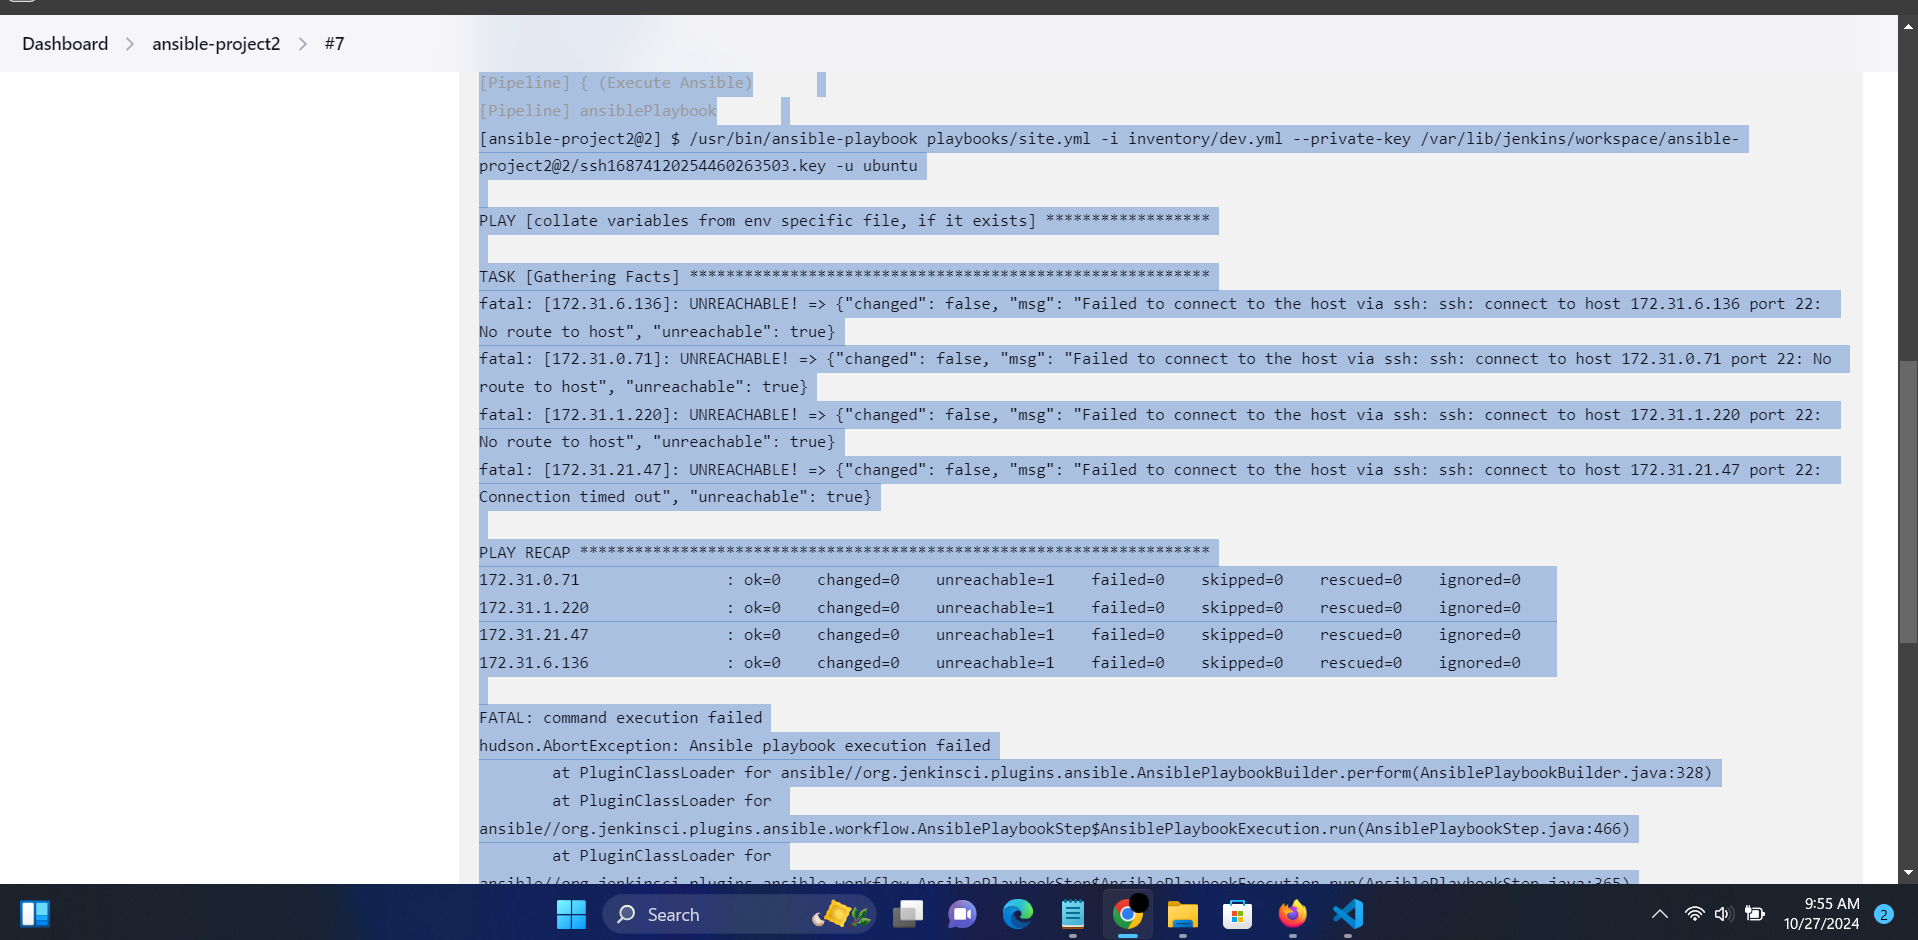 Dashboard > ansible-project2 > #7
[Pipeline] { (Execute Ansible)
[Pipeline] ansiblePlaybook
[ansible-project2@2] $ /usr/bin/ansible-playbook playbooks/site.yml -i inventory/dev.yml --private-key /var/lib/jenkins/workspace/ansible-
project2@2/ssh16874120254460263503.key -u ubuntu
PLAY [collate variables from env specific file, if it exists] ******************
TASK [Gathering Facts] *********************************************************
fatal: [172.31.6.136]: UNREACHABLE! => {"changed": false, "msg": "Failed to connect to the host via ssh: ssh: connect to host 172.31.6.136 port 22:
No route to host", "unreachable": true}
fatal: [172.31.0.71]: UNREACHABLE! => {"changed": false, "msg": "Failed to connect to the host via ssh: ssh: connect to host 172.31.0.71 port 22: No
route to host", "unreachable": true}
fatal: [172.31.1.220]: UNREACHABLE! => {"changed": false, "msg": "Failed to connect to the host via ssh: ssh: connect to host 172.31.1.220 port 22:
No route to host", "unreachable": true}
fatal: [172.31.21.47]: UNREACHABLE! => {"changed": false, "msg": "Failed to connect to the host via ssh: ssh: connect to host 172.31.21.47 port 22:
Connection timed out", "unreachable": true}
PLAY RECAP *********************************************************************
172.31.0.71 : ok=0 changed=0 unreachable=1 failed=0 skipped=0 rescued=0 ignored=0
172.31.1.220 : ok=0 changed=0 unreachable=1 failed=0 skipped=0 rescued=0 ignored=0
172.31.21.47 : ok=0 changed=0 unreachable=1 failed=0 skipped=0 rescued=0 ignored=0
172.31.6.136 : ok=0 changed=0 unreachable=1 failed=0 skipped=0 rescued=0 ignored=0
FATAL: command execution failed
hudson.AbortException: Ansible playbook execution failed
at PluginClassLoader for ansible//org.jenkinsci.plugins.ansible.AnsiblePlaybookBuilder.perform(AnsiblePlaybookBuilder.java:328)
at PluginClassLoader for
ansible//org.jenkinsci.plugins.ansible.workflow.AnsiblePlaybookStep$AnsiblePlaybookExecution.run(AnsiblePlaybookStep.java:466)
at PluginClassLoader for
ansible//org.jenkinsci.plugins.ansible.workflow.AnsiblePlaybookStep$AnsiblePlaybookExecution.run(AnsiblePlaybookStep.java:365)
Search
9:55 AM
10/27/2024
2